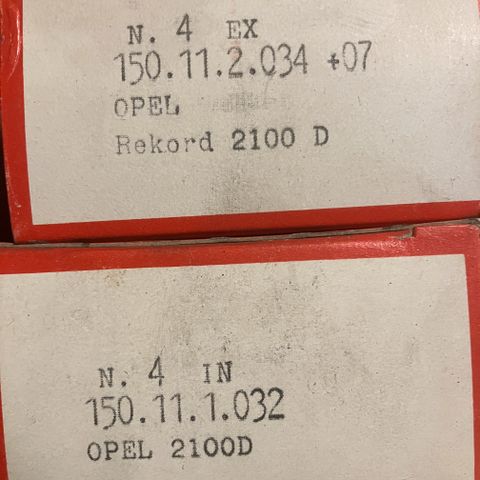 N. 4 EX
150.11.2.034 +07
OPEL
Rekord 2100 D
N. 4 IN
150.11.1.032
OPEL 2100D